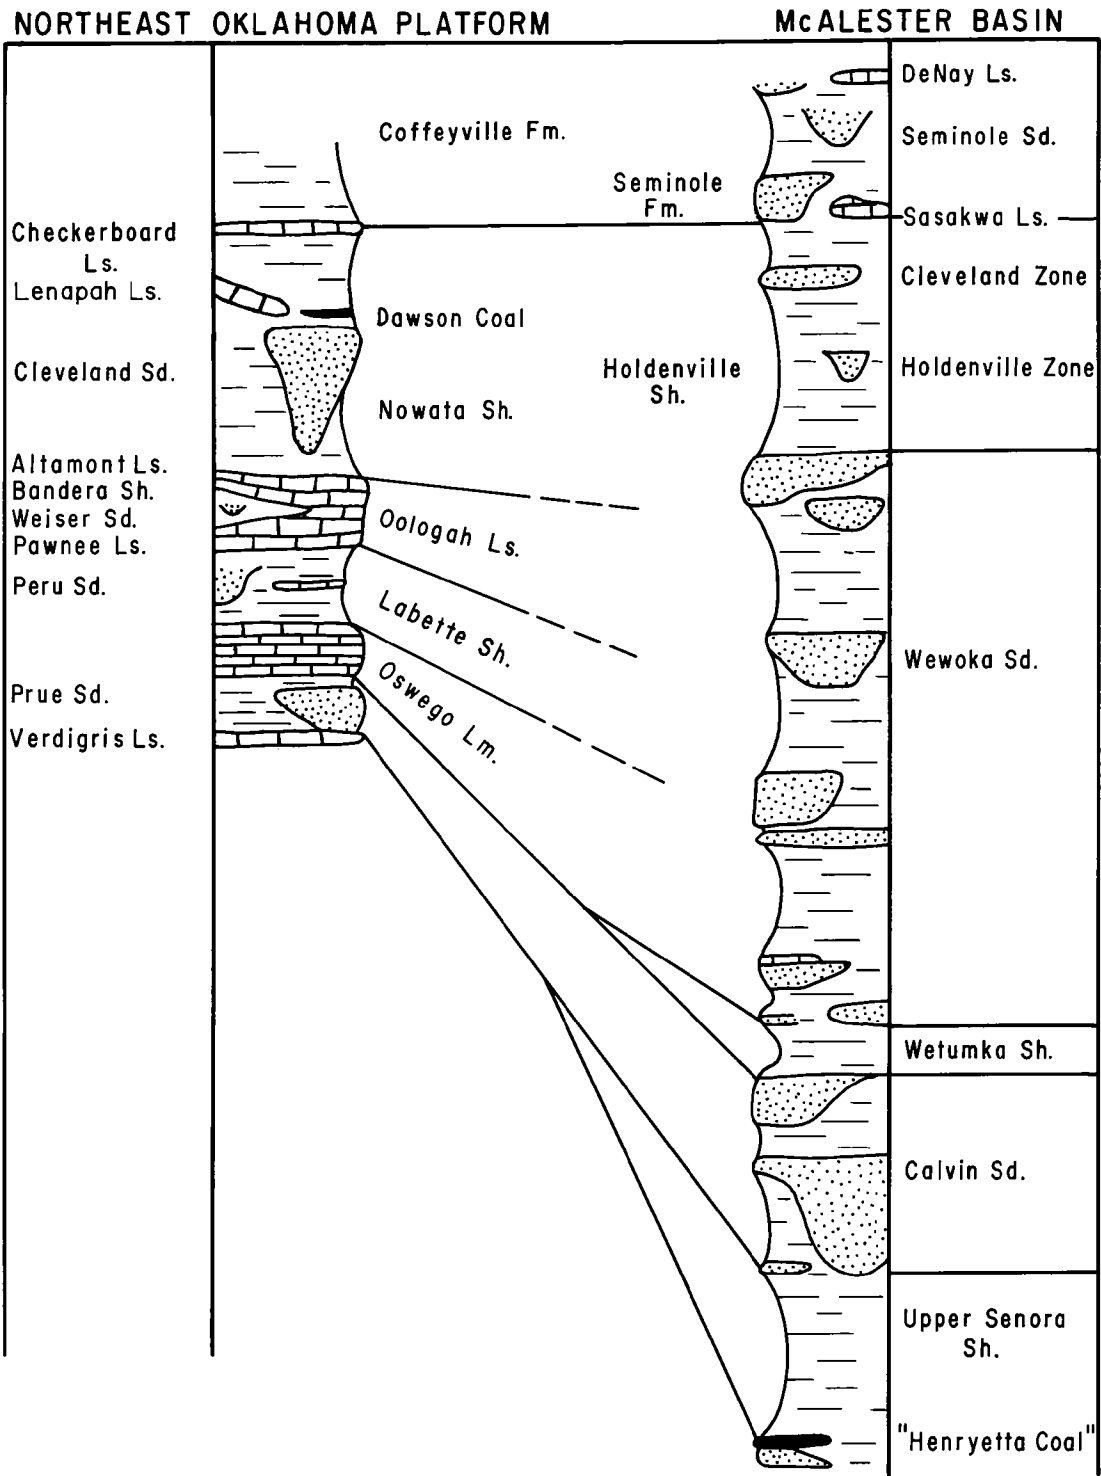 NORTHEAST OKLAHOMA PLATFORM
McALESTER BASIN
Checkerboard
Ls.
Lenapah Ls.
Cleveland Sd.
Altamont Ls.
Bandera Sh.
Weiser Sd.
Pawnee Ls.
Peru Sd.
Prue Sd.
Verdigris Ls.
Coffeyville Fm.
Seminole
Fm.
Dawson Coal
Nowata Sh.
Holdenville
Sh.
Oologah Ls.
Labette Sh.
Oswego Lm.
DeNay Ls.
Seminole Sd.
Sasakwa Ls.
Cleveland Zone
Holdenville Zone
Wewoka Sd.
Wetumka Sh.
Calvin Sd.
Upper Senora
Sh.
"Henryetta Coal"